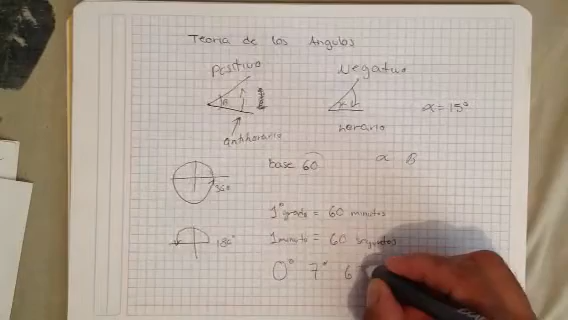 Teoria de los Angulos
Positivo
Negativo
α = 15°
antihorario
horario
base 60
α β
360
1° grado = 60 minutos
1 minuto = 60 segundos
180°
0° 7° 6